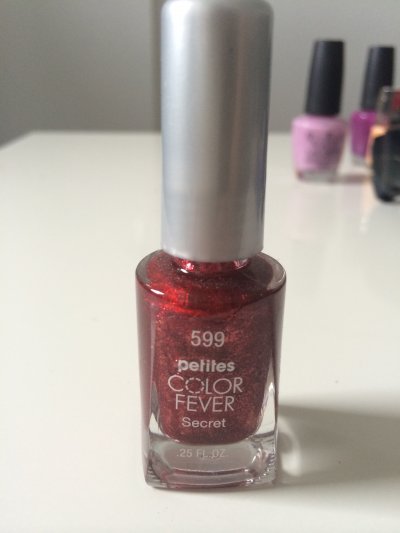 599
petites
COLOR
FEVER
Secret
.25 FL.OZ.